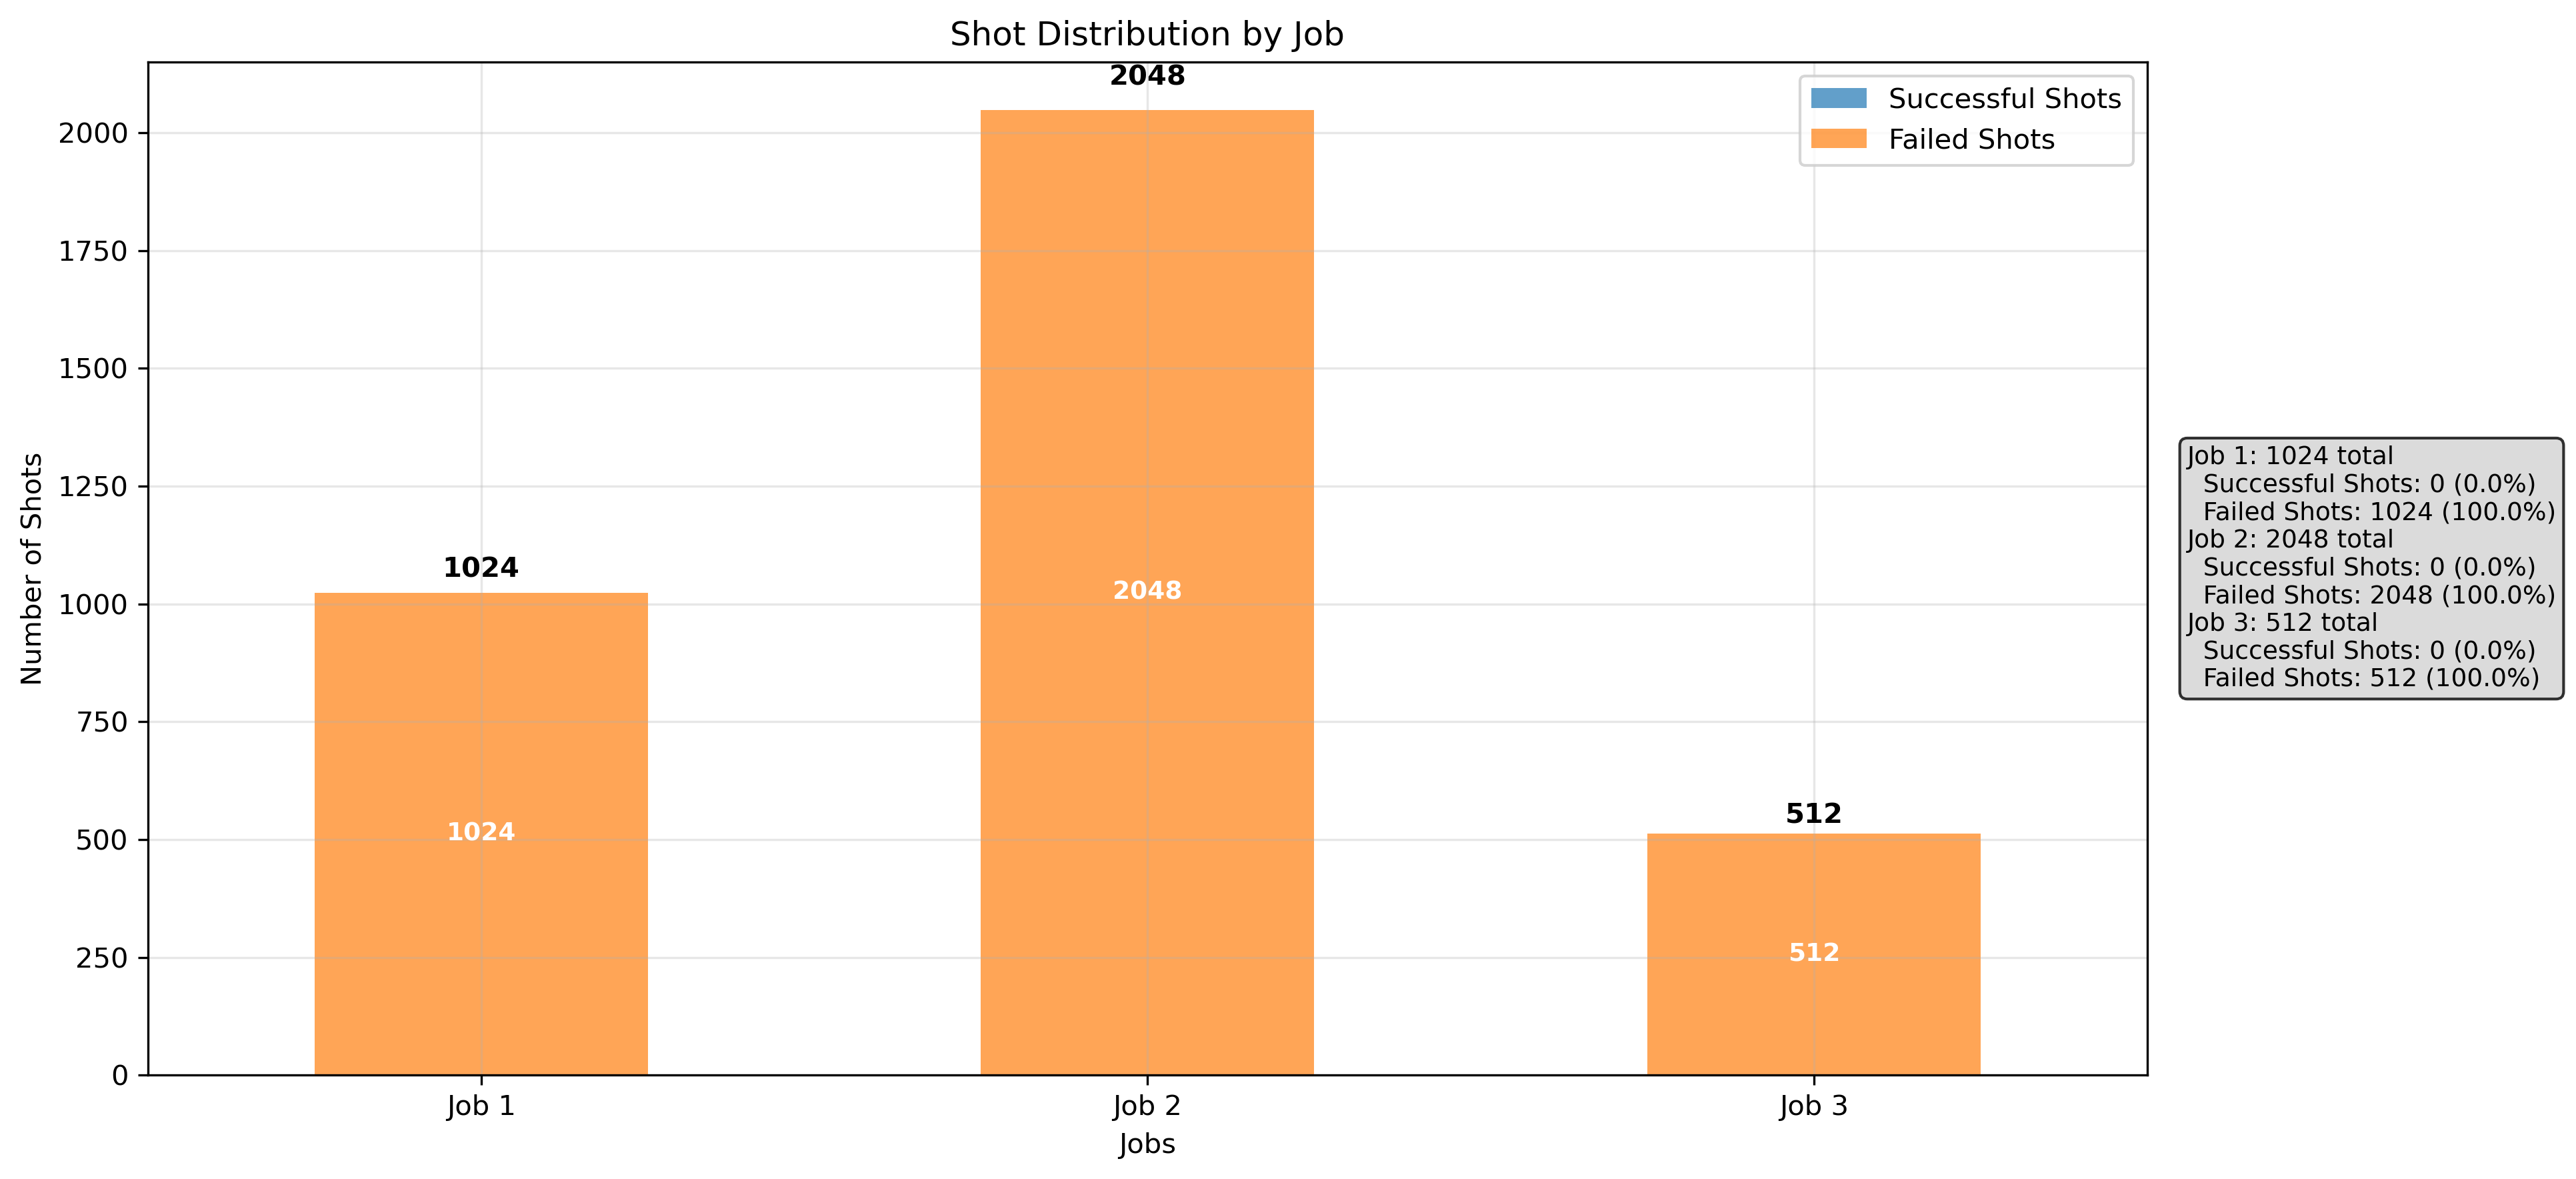 Shot Distribution by Job
2048
Successful Shots
Failed Shots
2000
1750
1500
1250
1000
750
500
250
0
Number of Shots
1024
2048
1024
512
512
Job 1
Job 2
Job 3
Jobs
Job 1: 1024 total
Successful Shots: 0 (0.0%)
Failed Shots: 1024 (100.0%)
Job 2: 2048 total
Successful Shots: 0 (0.0%)
Failed Shots: 2048 (100.0%)
Job 3: 512 total
Successful Shots: 0 (0.0%)
Failed Shots: 512 (100.0%)